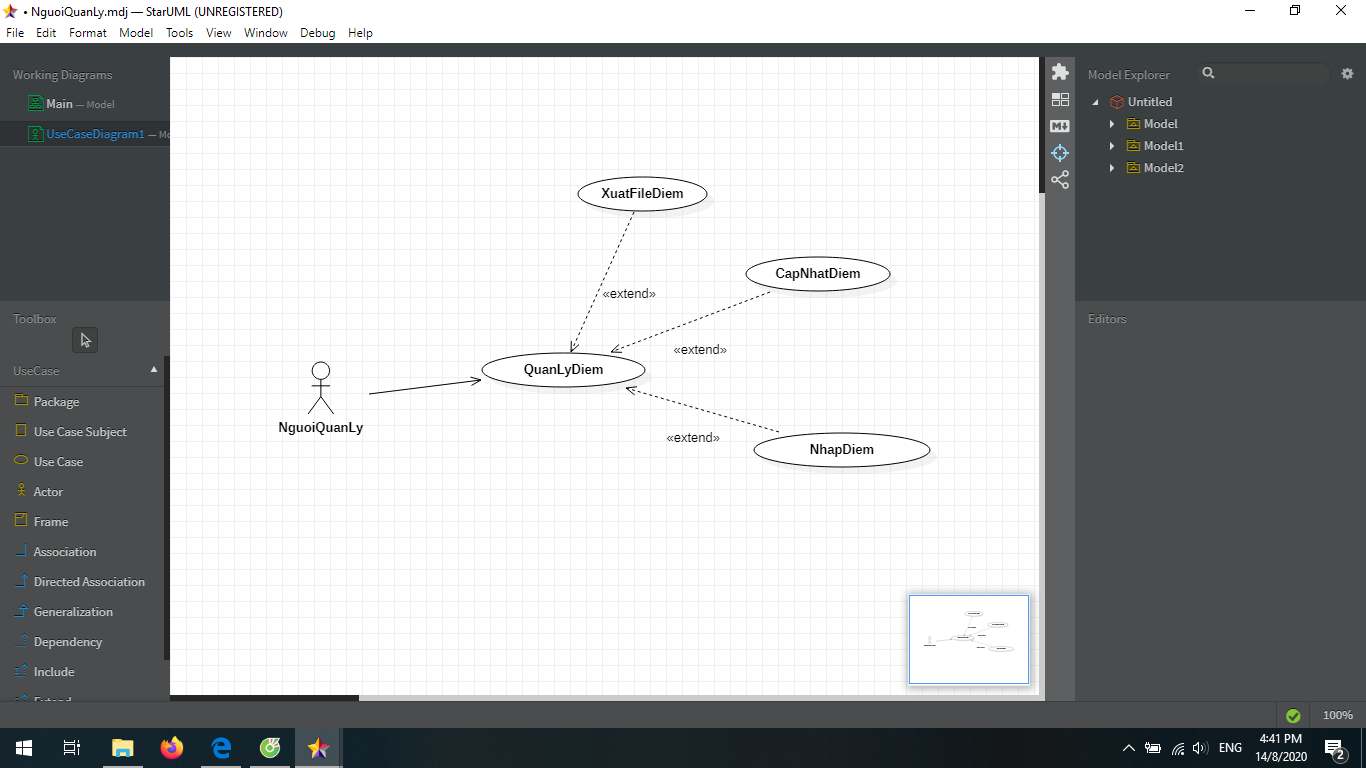 • NguoiQuanLy.mdj — StarUML (UNREGISTERED)
File Edit Format Model Tools View Window Debug Help
Working Diagrams
Main — Model
UseCaseDiagram1 — Mo
Toolbox
UseCase
Package
Use Case Subject
Use Case
Actor
Frame
Association
Directed Association
Generalization
Dependency
Include
Extend
XuatFileDiem
CapNhatDiem
«extend»
«extend»
QuanLyDiem
NguoiQuanLy
«extend»
NhapDiem
M
Model Explorer
Untitled
Model
Model1
Model2
Editors
100%
ENG
4:41 PM
14/8/2020
2